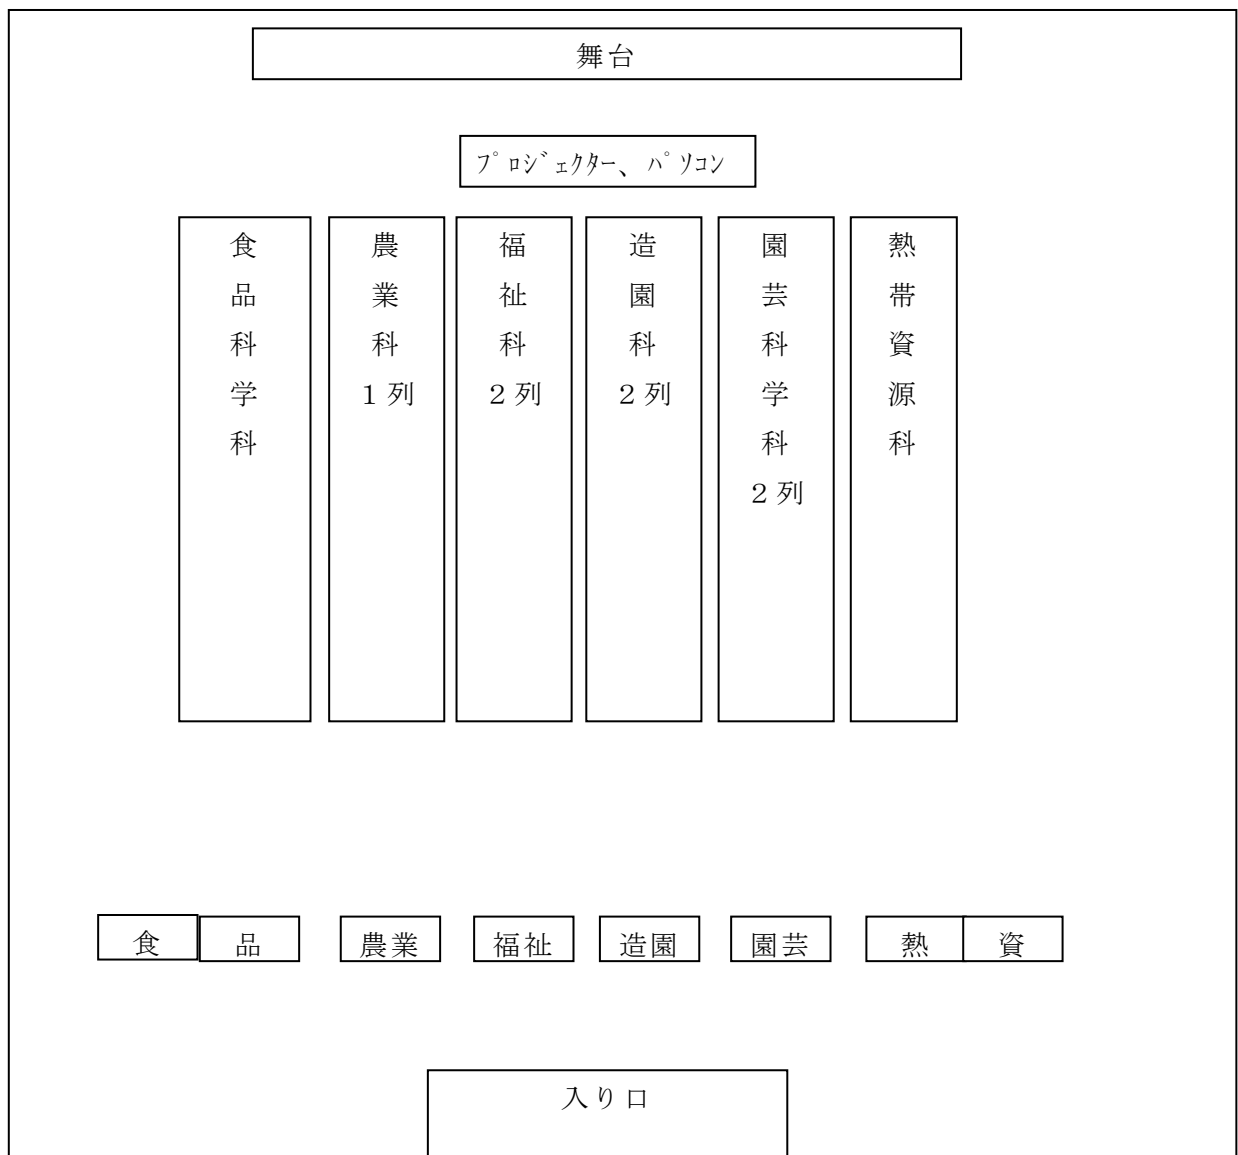 舞台
プロジェクター、パソコン
食品科学科
農業科
1列
福祉科
2列
造園科
2列
園芸科学科
2列
熱帯資源科
食
品
農業
福祉
造園
園芸
熱
資
入り口